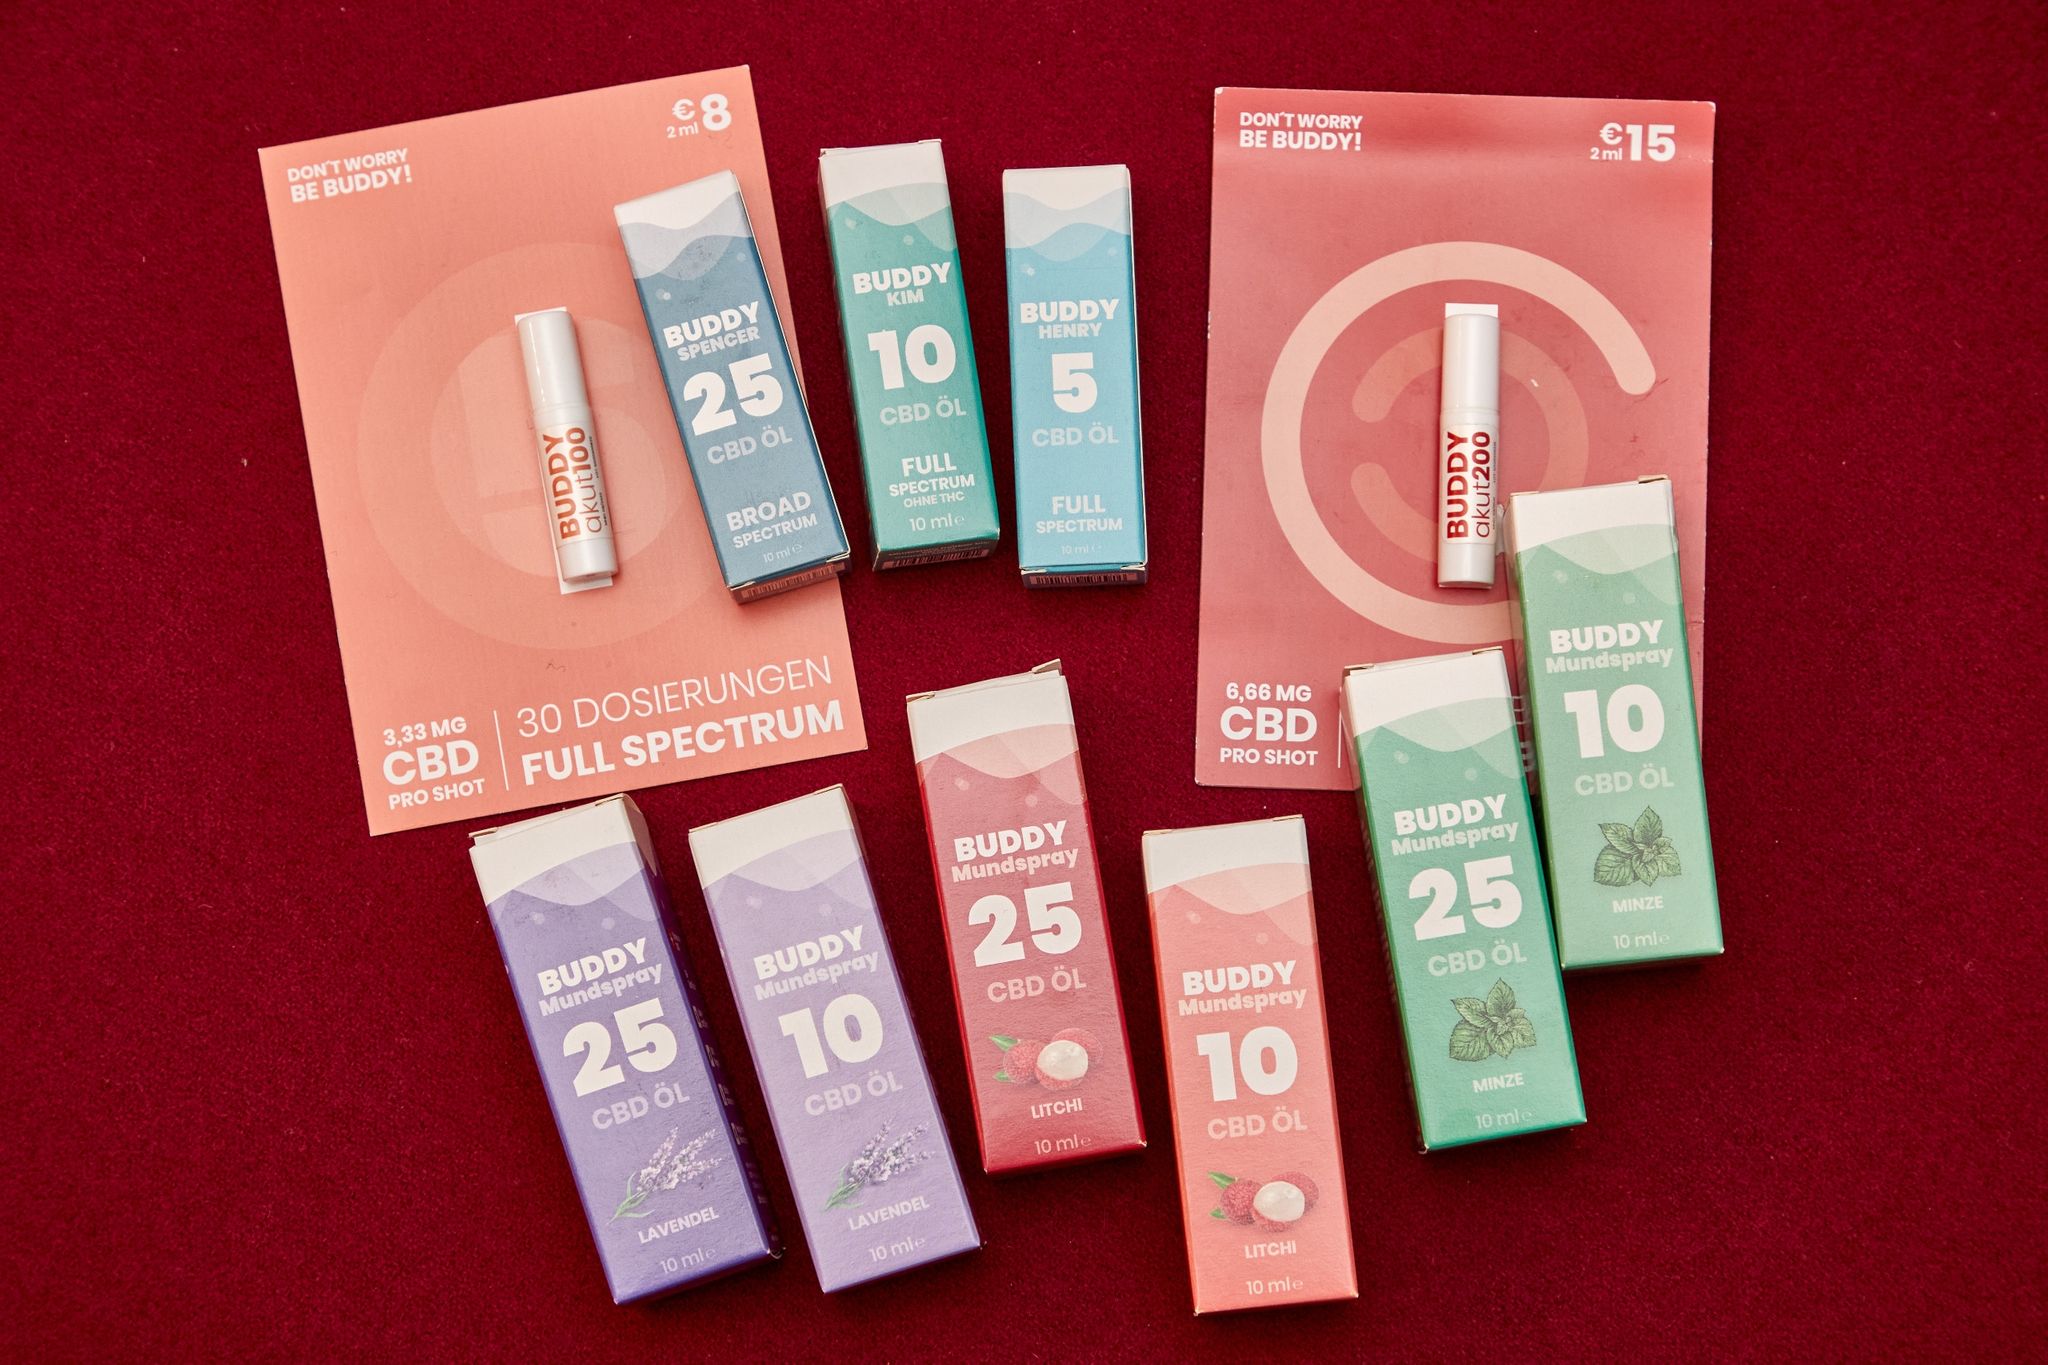 DON'T WORRY
BE BUDDY!
€ 8
2 ml
BUDDY
akut100
3,33 MG
CBD
PRO SHOT
30 DOSIERUNGEN
FULL SPECTRUM
BUDDY
SPENCER
25
CBD ÖL
BROAD
SPECTRUM
10 ml e
BUDDY
KIM
10
CBD ÖL
FULL
SPECTRUM
OHNE THC
10 ml e
BUDDY
HENRY
5
CBD ÖL
FULL
SPECTRUM
10 ml e
DON'T WORRY
BE BUDDY!
€ 15
2 ml
BUDDY
akut200
6,66 MG
CBD
PRO SHOT
BUDDY
Mundspray
10
CBD ÖL
MINZE
10 ml e
BUDDY
Mundspray
25
CBD ÖL
MINZE
10 ml e
BUDDY
Mundspray
25
CBD ÖL
LAVENDEL
10 ml e
BUDDY
Mundspray
10
CBD ÖL
LAVENDEL
10 ml e
BUDDY
Mundspray
25
CBD ÖL
LITCHI
10 ml e
BUDDY
Mundspray
10
CBD ÖL
LITCHI
10 ml e